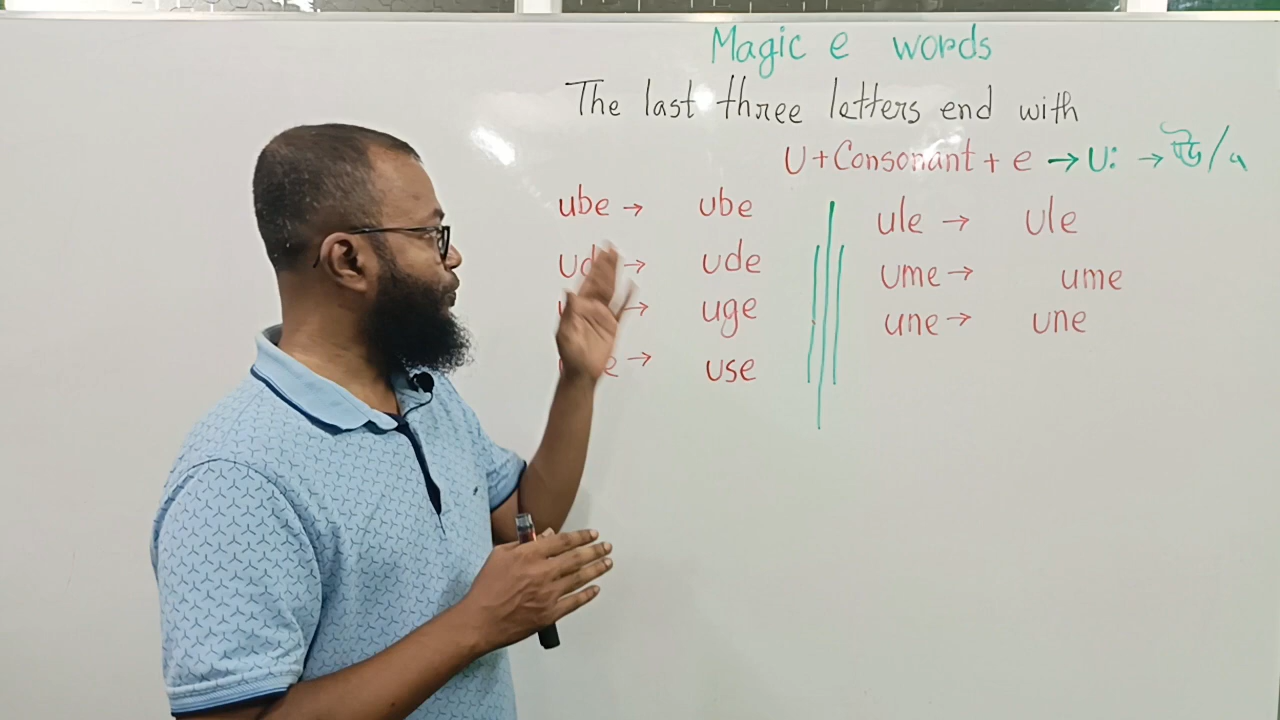 Magic e words
The last three letters end with
U + Consonant + e → U: → ঊ /
ube → ube
ude → ude
→ uge
e → use
ule → ule
ume → ume
une → une